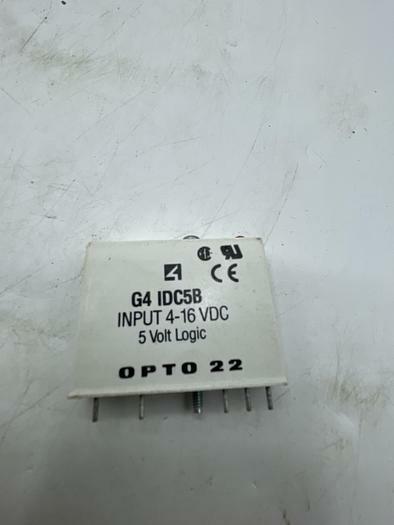 CE
G4 IDC5B
INPUT 4-16 VDC
5 Volt Logic
OPTO 22